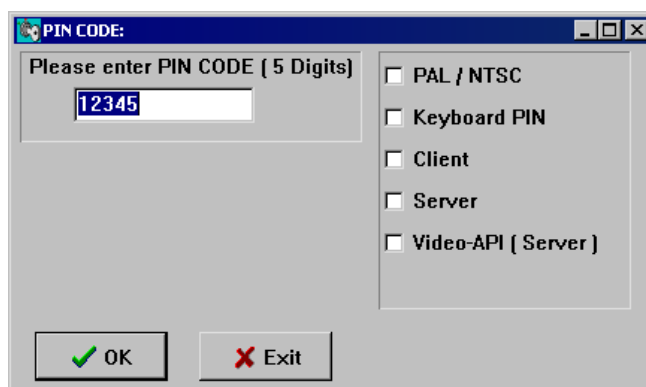 PIN CODE:
Please enter PIN CODE ( 5 Digits)
12345
PAL / NTSC
Keyboard PIN
Client
Server
Video-API ( Server )
OK
Exit